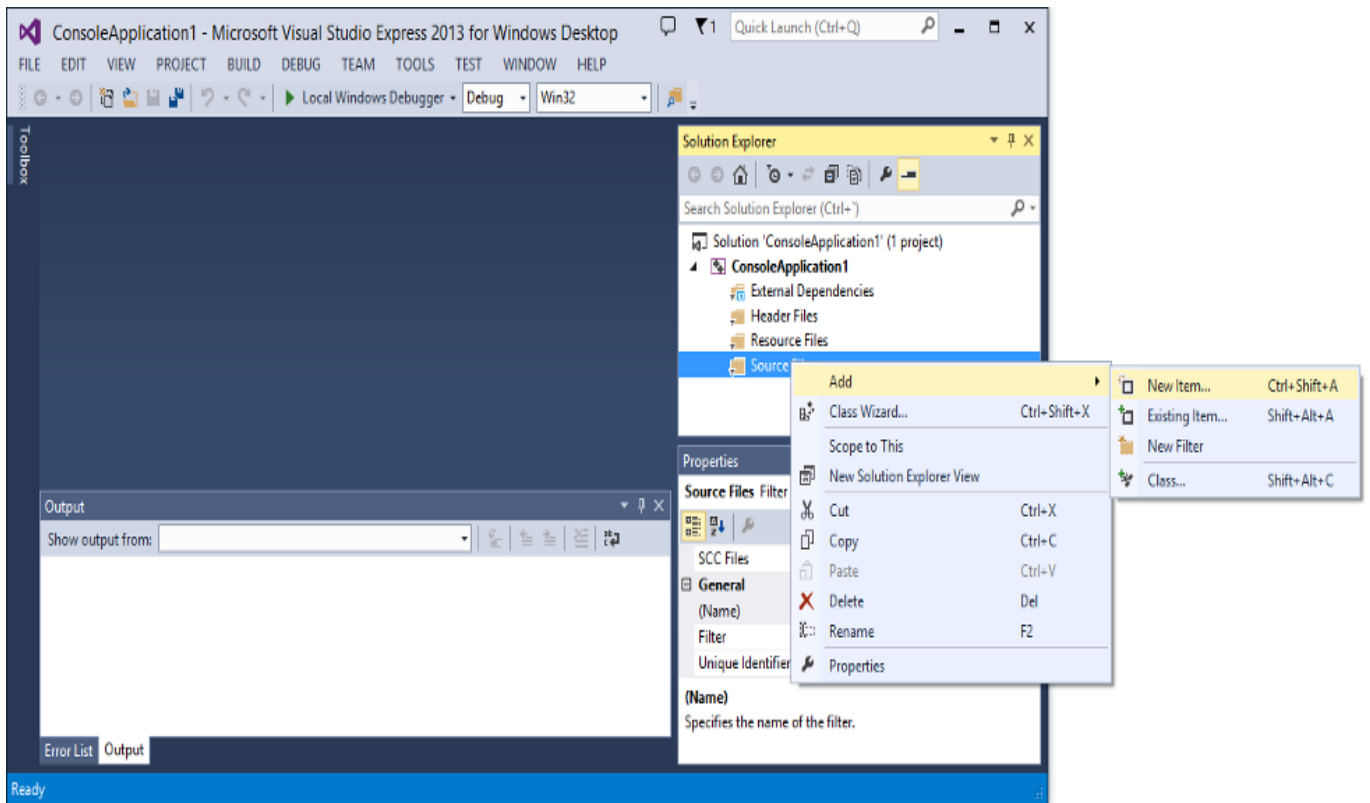 ConsoleApplication1 - Microsoft Visual Studio Express 2013 for Windows Desktop
1
Quick Launch (Ctrl+Q)
FILE EDIT VIEW PROJECT BUILD DEBUG TEAM TOOLS TEST WINDOW HELP
Local Windows Debugger Debug Win32
Toolbox
Solution Explorer
Search Solution Explorer (Ctrl+`)
Solution 'ConsoleApplication1' (1 project)
ConsoleApplication1
External Dependencies
Header Files
Resource Files
Source
Add
Class Wizard... Ctrl+Shift+X
Scope to This
New Solution Explorer View
Cut Ctrl+X
Copy Ctrl+C
Paste Ctrl+V
Delete Del
Rename F2
Properties
New Item... Ctrl+Shift+A
Existing Item... Shift+Alt+A
New Filter
Class... Shift+Alt+C
Properties
Source Files Filter
SCC Files
General
(Name)
Filter
Unique Identifier
(Name)
Specifies the name of the filter.
Output
Show output from:
Error List Output
Ready